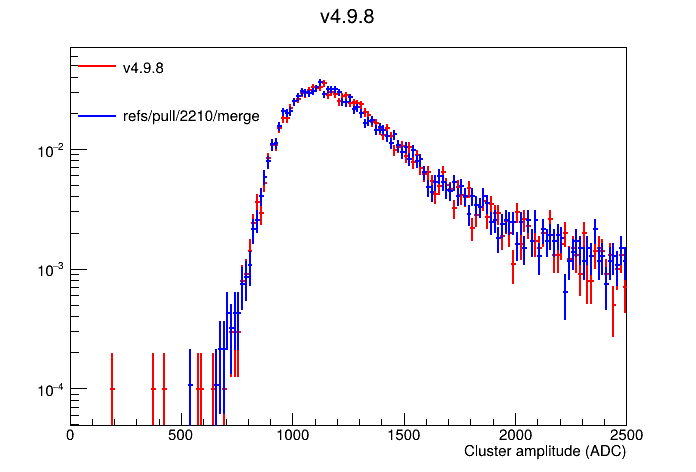 v4.9.8
v4.9.8
refs/pull/2210/merge
10⁻²
10⁻³
10⁻⁴
0 500 1000 1500 2000 2500
Cluster amplitude (ADC)